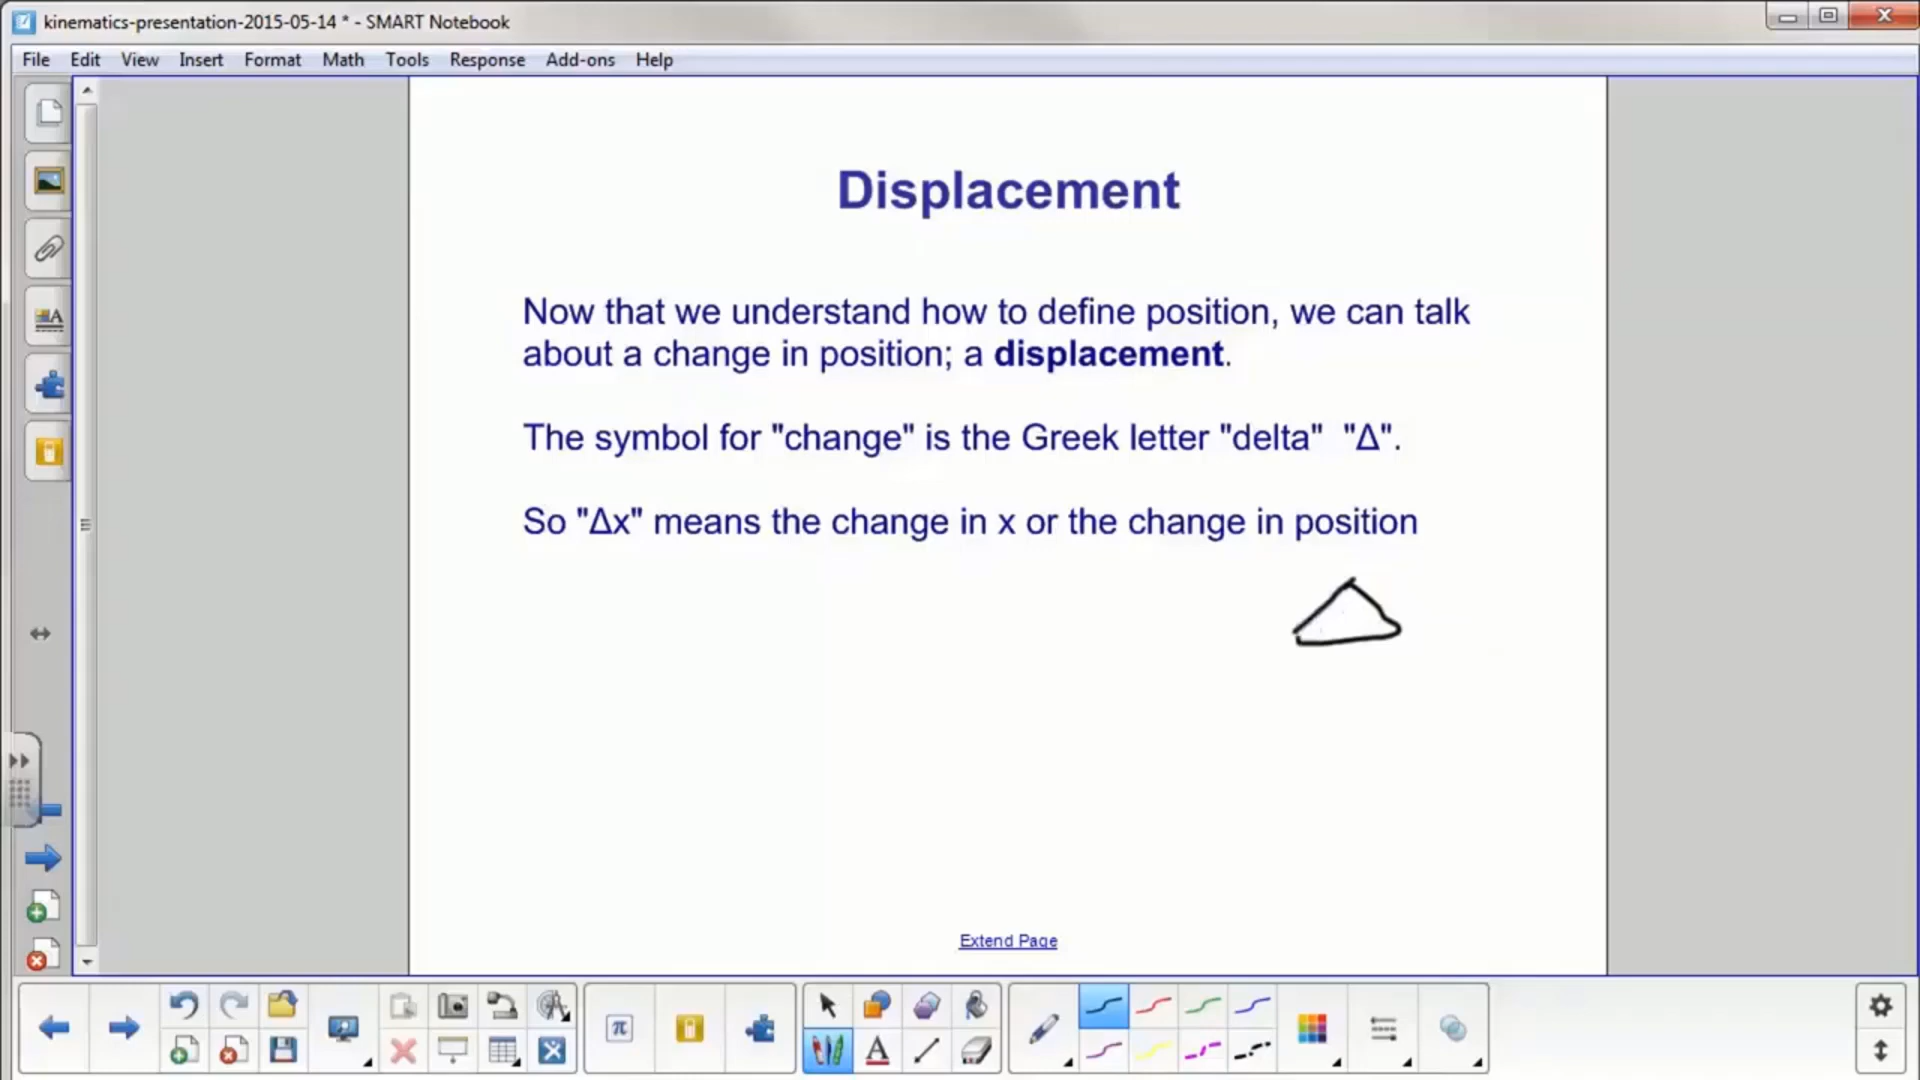 kinematics-presentation-2015-05-14 * - SMART Notebook
File Edit View Insert Format Math Tools Response Add-ons Help
Displacement
Now that we understand how to define position, we can talk
about a change in position; a displacement.
The symbol for "change" is the Greek letter "delta" "Δ".
So "Δx" means the change in x or the change in position
Extend Page